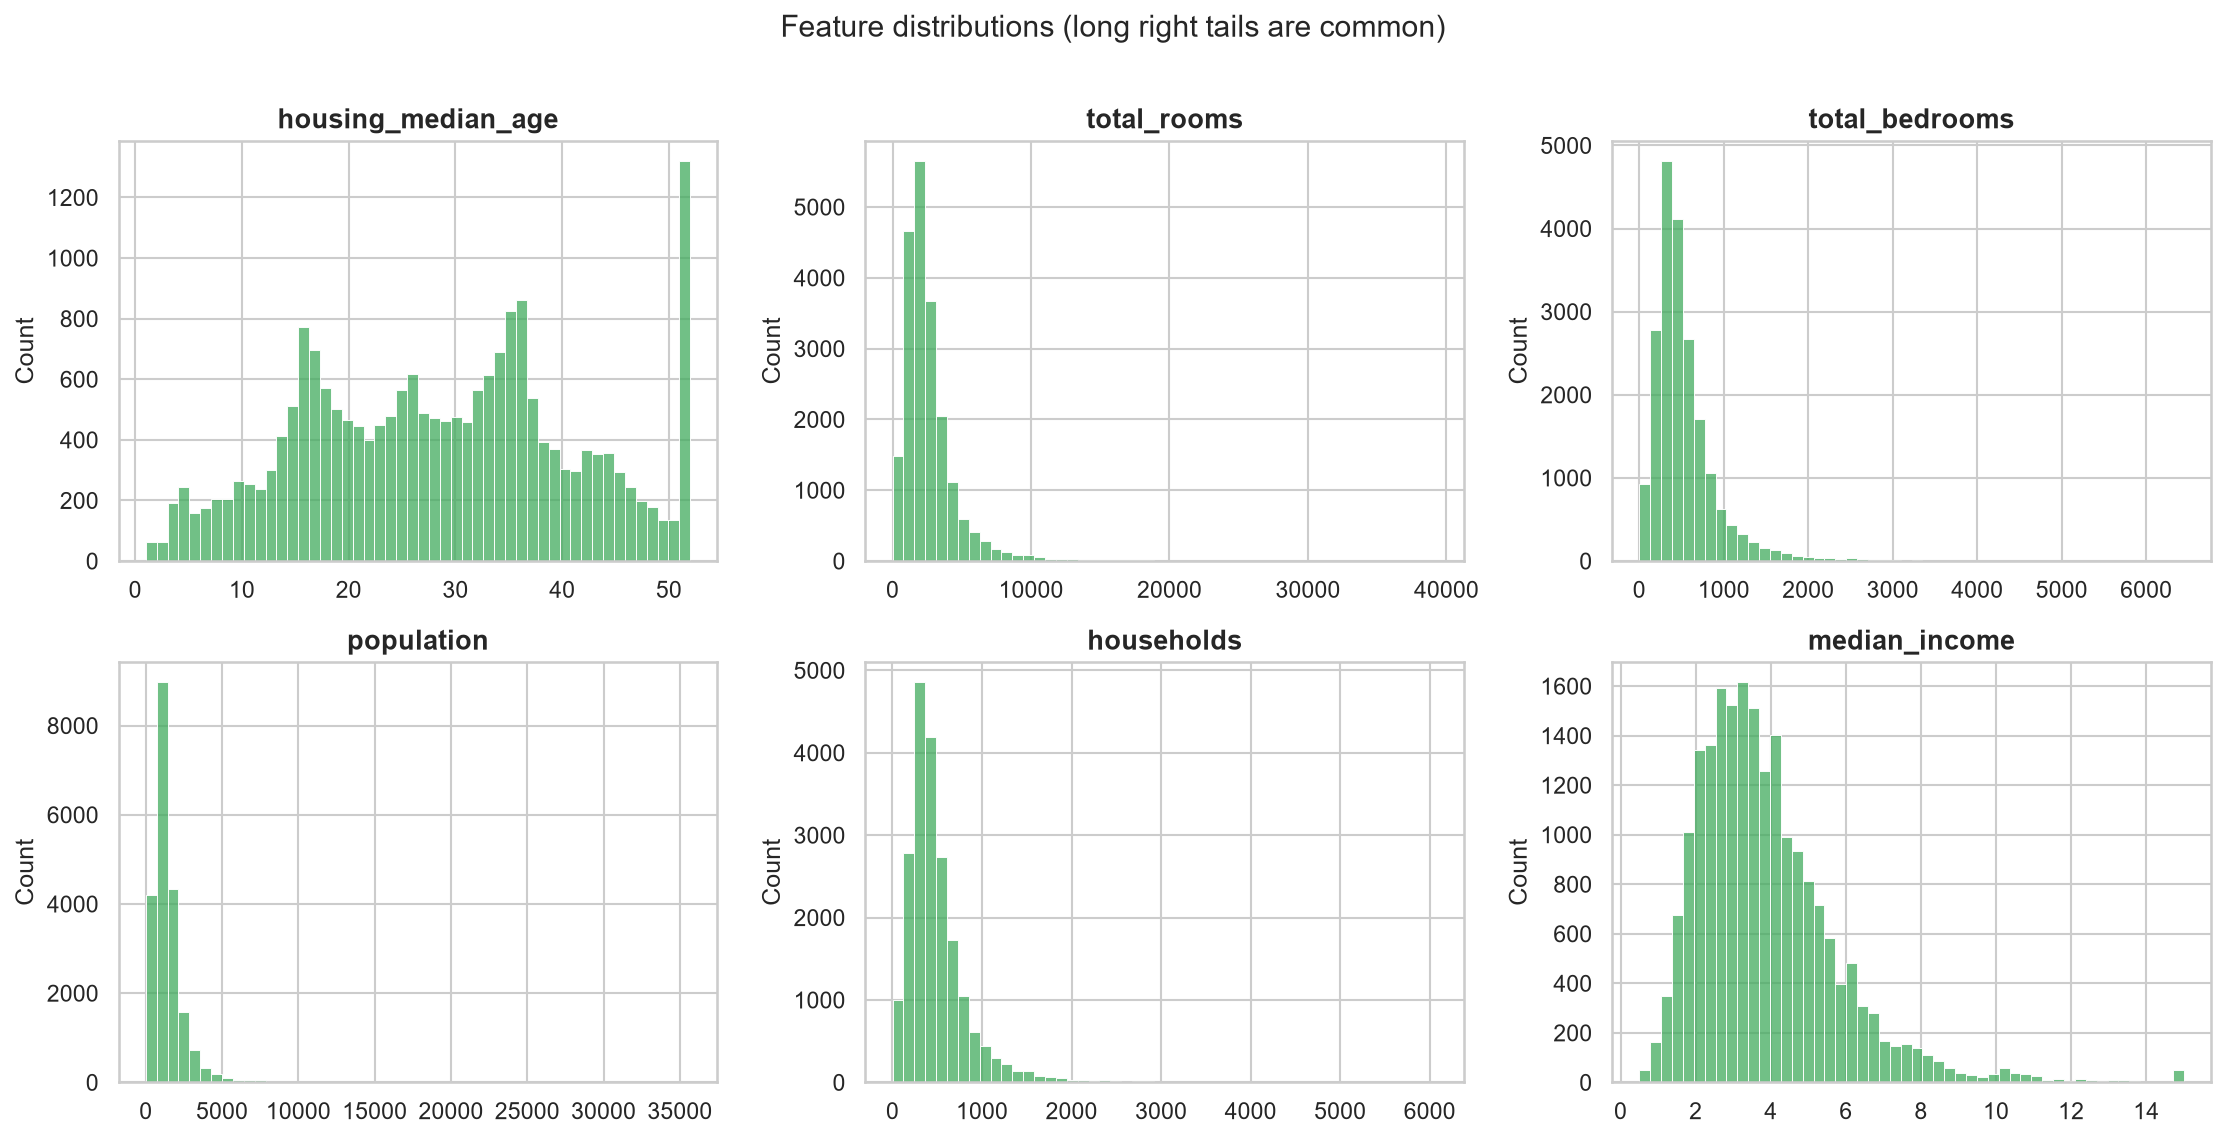 Feature distributions (long right tails are common)
housing_median_age
Count
1200
1000
800
600
400
200
0
0 10 20 30 40 50
total_rooms
Count
5000
4000
3000
2000
1000
0
0 10000 20000 30000 40000
total_bedrooms
Count
5000
4000
3000
2000
1000
0
0 1000 2000 3000 4000 5000 6000
population
Count
8000
6000
4000
2000
0
0 5000 10000 15000 20000 25000 30000 35000
households
Count
5000
4000
3000
2000
1000
0
0 1000 2000 3000 4000 5000 6000
median_income
Count
1600
1400
1200
1000
800
600
400
200
0
0 2 4 6 8 10 12 14